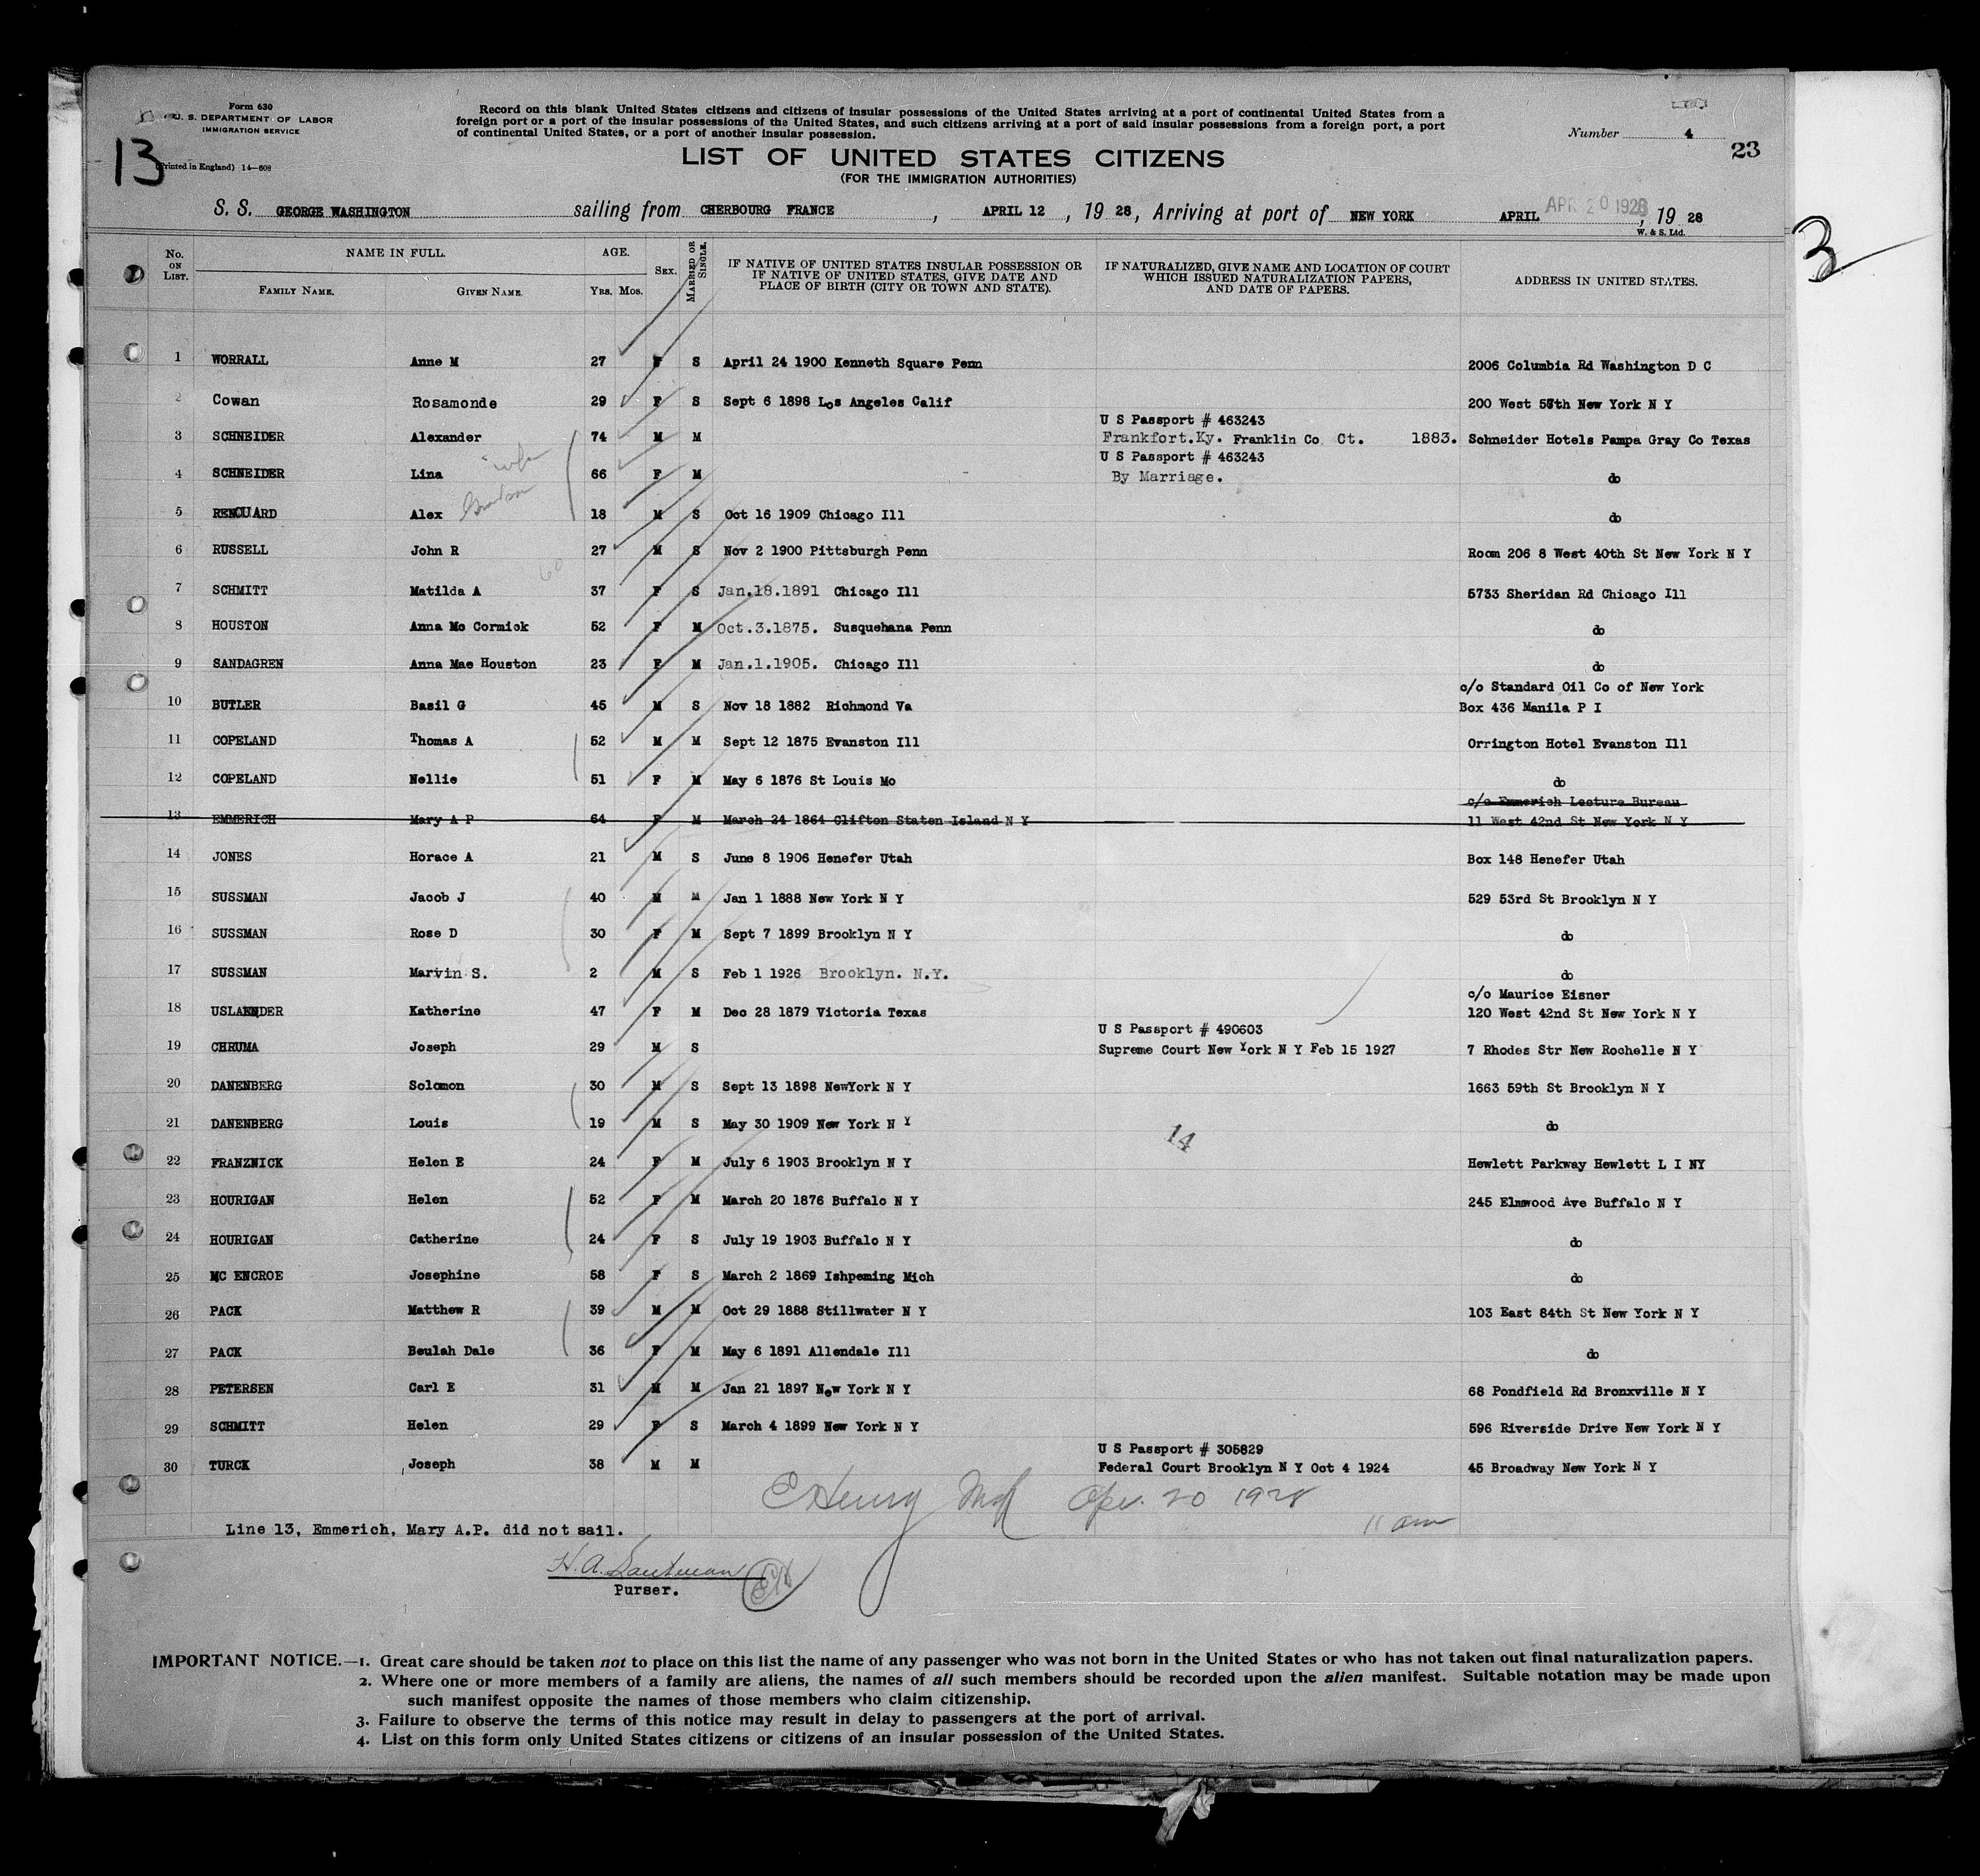 Form 630
U. S. DEPARTMENT OF LABOR
IMMIGRATION SERVICE
13
(Printed in England) 14—608
Record on this blank United States citizens and citizens of insular possessions of the United States arriving at a port of continental United States from a
foreign port or a port of the insular possessions of the United States, and such citizens arriving at a port of said insular possessions from a foreign port, a port
of continental United States, or a port of another insular possession.
Number 4
23
LIST OF UNITED STATES CITIZENS
(FOR THE IMMIGRATION AUTHORITIES)
S. S. GEORGE WASHINGTON sailing from CHERBOURG FRANCE, APRIL 12, 19 28, Arriving at port of NEW YORK APRIL APR 20 1928, 19 28
W. & S. Ltd.
3
No. ON LIST. NAME IN FULL. AGE. SEX. MARRIED OR SINGLE. IF NATIVE OF UNITED STATES INSULAR POSSESSION OR IF NATIVE OF UNITED STATES, GIVE DATE AND PLACE OF BIRTH (CITY OR TOWN AND STATE). IF NATURALIZED, GIVE NAME AND LOCATION OF COURT WHICH ISSUED NATURALIZATION PAPERS, AND DATE OF PAPERS. ADDRESS IN UNITED STATES.
FAMILY NAME. GIVEN NAME. YRS. MOS.
1 WORRALL Anne M 27 F S April 24 1900 Kenneth Square Penn 2006 Columbia Rd Washington D C
2 Cowan Rosamonde 29 F S Sept 6 1898 Los Angeles Calif 200 West 57th New York N Y
U S Passport # 463243
3 SCHNEIDER Alexander 74 M M Frankfort.Ky. Franklin Co Ct. 1883. Schneider Hotels Pampa Gray Co Texas
U S Passport # 463243
4 SCHNEIDER Lina wife 66 F M By Marriage. do
5 RENOUARD Alex Grandson 18 M S Oct 16 1909 Chicago Ill do
6 RUSSELL John R 27 M S Nov 2 1900 Pittsburgh Penn Room 206 8 West 40th St New York N Y
7 SCHMITT Matilda A 37 F S Jan.18.1891 Chicago Ill 5733 Sheridan Rd Chicago Ill
8 HOUSTON Anna Mc Cormick 52 F M Oct.3.1875. Susquehana Penn do
9 SANDAGREN Anna Mae Houston 23 F M Jan.1.1905. Chicago Ill do
c/o Standard Oil Co of New York
10 BUTLER Basil G 45 M S Nov 18 1882 Richmond Va Box 436 Manila P I
11 COPELAND Thomas A 52 M M Sept 12 1875 Evanston Ill Orrington Hotel Evanston Ill
12 COPELAND Nellie 51 F M May 6 1876 St Louis Mo do
c/o Emmerich Lecture Bureau
13 EMMERICH Mary A P 64 F M March 24 1864 Clifton Staten Island N Y 11 West 42nd St New York N Y
14 JONES Horace A 21 M S June 8 1906 Henefer Utah Box 148 Henefer Utah
15 SUSSMAN Jacob J 40 M M Jan 1 1888 New York N Y 529 53rd St Brooklyn N Y
16 SUSSMAN Rose D 30 F M Sept 7 1899 Brooklyn N Y do
17 SUSSMAN Marvin S. 2 M S Feb 1 1926 Brooklyn. N.Y. do
c/o Maurice Eisner
18 USLAENDER Katherine 47 F M Dec 28 1879 Victoria Texas 120 West 42nd St New York N Y
U S Passport # 490603
19 CHRUMA Joseph 29 M S Supreme Court New York N Y Feb 15 1927 7 Rhodes Str New Rochelle N Y
20 DANENBERG Solomon 30 M S Sept 13 1898 NewYork N Y 1663 59th St Brooklyn N Y
21 DANENBERG Louis 19 M S May 30 1909 New York N Y do
14
22 FRANZNICK Helen E 24 F M July 6 1903 Brooklyn N Y Hewlett Parkway Hewlett L I NY
23 HOURIGAN Helen 52 F M March 20 1876 Buffalo N Y 245 Elmwood Ave Buffalo N Y
24 HOURIGAN Catherine 24 F S July 19 1903 Buffalo N Y do
25 MC ENCROE Josephine 58 F S March 2 1869 Ishpeming Mich do
26 PACK Matthew R 39 M M Oct 29 1888 Stillwater N Y 103 East 84th St New York N Y
27 PACK Beulah Dale 36 F M May 6 1891 Allendale Ill do
28 PETERSEN Carl E 31 M M Jan 21 1897 New York N Y 68 Pondfield Rd Bronxville N Y
29 SCHMITT Helen 29 F S March 4 1899 New York N Y 596 Riverside Drive New York N Y
U S Passport # 305829
30 TURCK Joseph 38 M M Federal Court Brooklyn N Y Oct 4 1924 45 Broadway New York N Y
E Henry Apr. 20 1928
11 am
Line 13, Emmerich, Mary A.P. did not sail.
H. A.
Purser.
EH
IMPORTANT NOTICE.—1. Great care should be taken not to place on this list the name of any passenger who was not born in the United States or who has not taken out final naturalization papers.
2. Where one or more members of a family are aliens, the names of all such members should be recorded upon the alien manifest. Suitable notation may be made upon
such manifest opposite the names of those members who claim citizenship.
3. Failure to observe the terms of this notice may result in delay to passengers at the port of arrival.
4. List on this form only United States citizens or citizens of an insular possession of the United States.